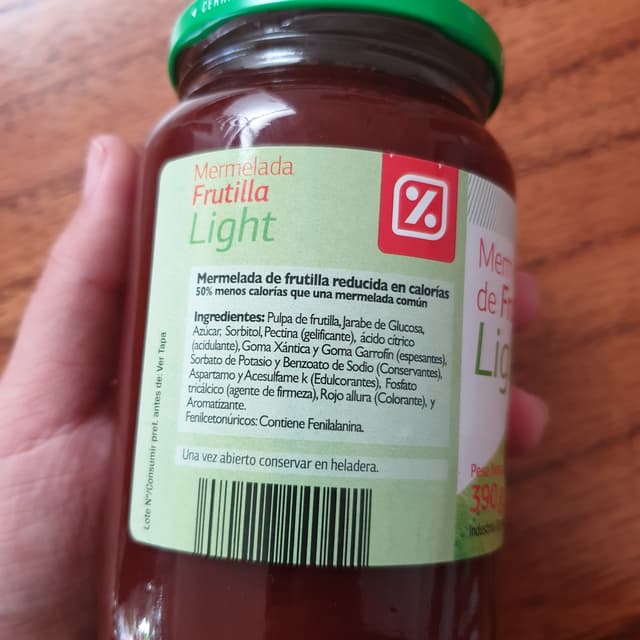 Mermelada
Frutilla
Light
Mermelada de frutilla reducida en calorías
50% menos calorías que una mermelada común
Ingredientes: Pulpa de frutilla, Jarabe de Glucosa,
Azúcar, Sorbitol, Pectina (gelificante), ácido cítrico
(acidulante), Goma Xántica y Goma Garrofín (espesantes),
Sorbato de Potasio y Benzoato de Sodio (Conservantes),
Aspartamo y Acesulfame k (Edulcorantes), Fosfato
tricálcico (agente de firmeza), Rojo allura (Colorante), y
Aromatizante.
Fenilcetonúricos: Contiene Fenilalanina.
Una vez abierto conservar en heladera.
Lote Nº/Consumir pref. antes de: Ver Tapa
de
390